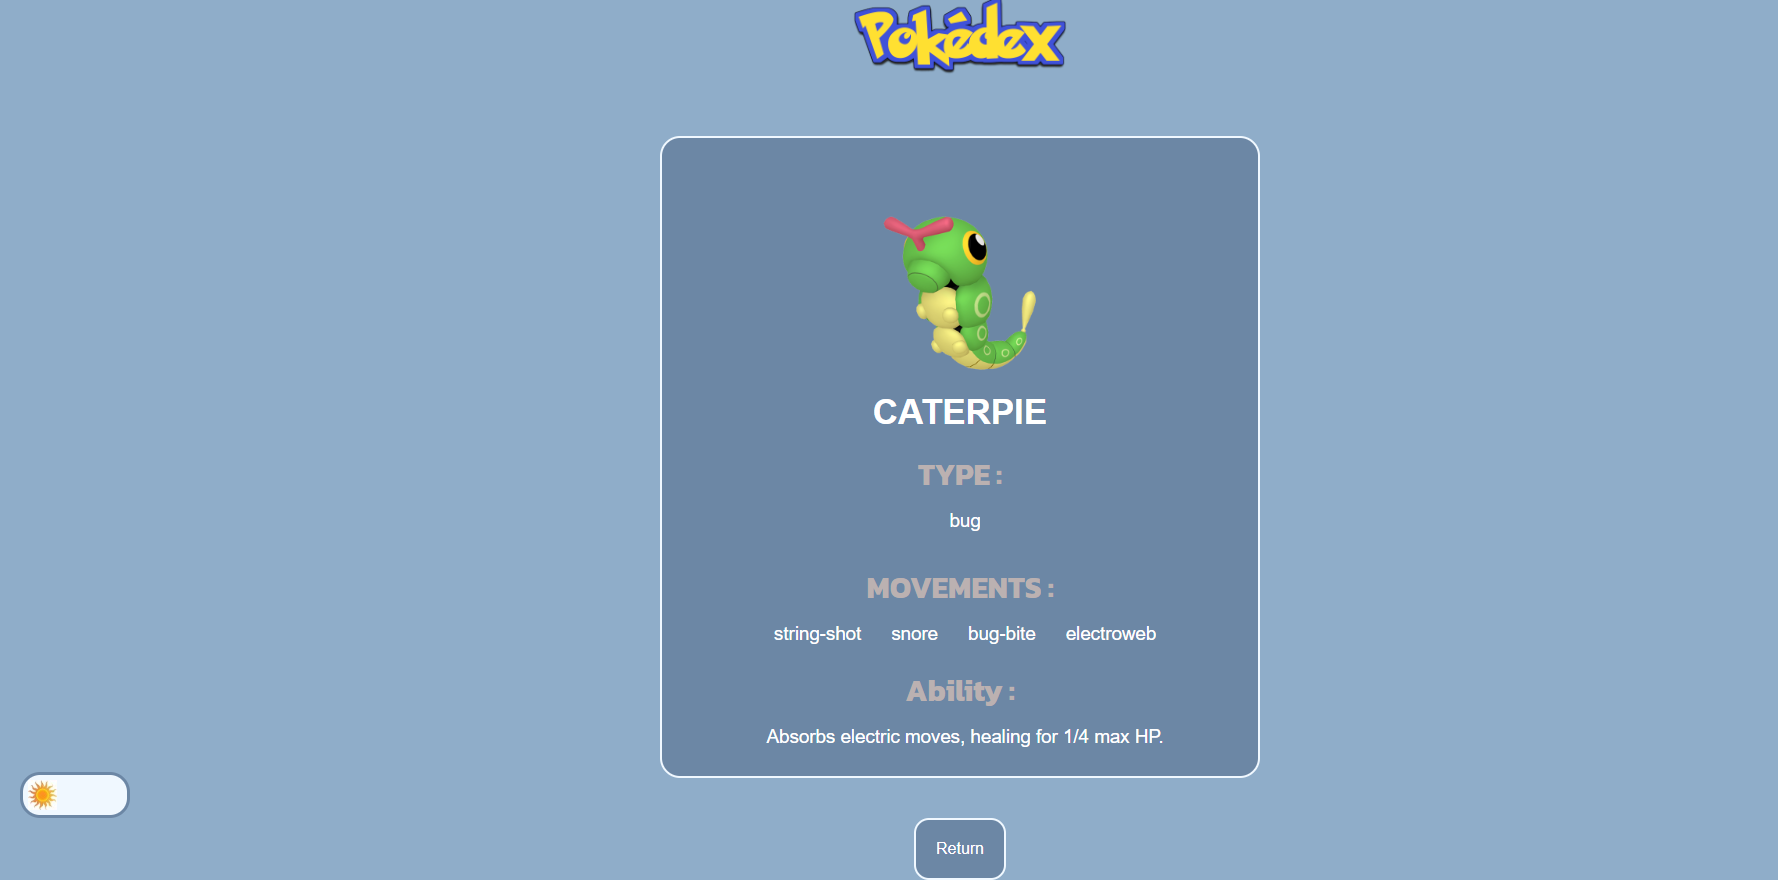 Pokédex
CATERPIE
TYPE :
bug
MOVEMENTS :
string-shot snore bug-bite electroweb
Ability :
Absorbs electric moves, healing for 1/4 max HP.
Return